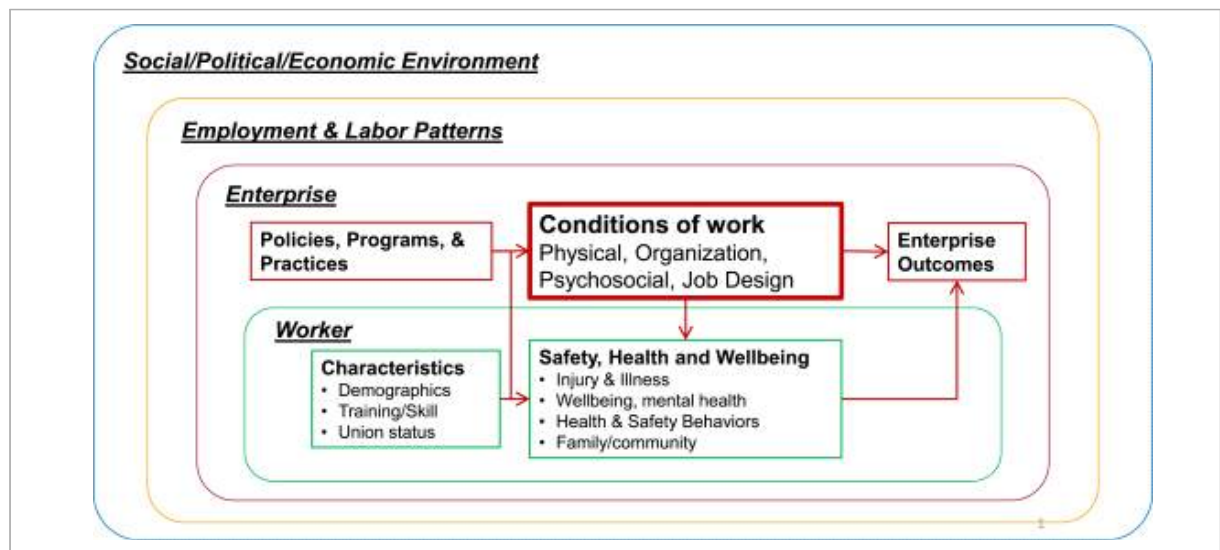 Social/Political/Economic Environment
Employment & Labor Patterns
Enterprise
Policies, Programs, &
Practices
Conditions of work
Physical, Organization,
Psychosocial, Job Design
Enterprise
Outcomes
Worker
Characteristics
• Demographics
• Training/Skill
• Union status
Safety, Health and Wellbeing
• Injury & Illness
• Wellbeing, mental health
• Health & Safety Behaviors
• Family/community
1